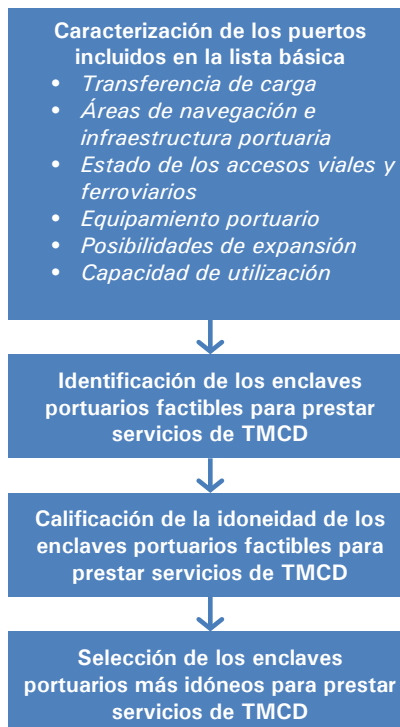 Caracterización de los puertos
incluidos en la lista básica
• Transferencia de carga
• Áreas de navegación e
infraestructura portuaria
• Estado de los accesos viales y
ferroviarios
• Equipamiento portuario
• Posibilidades de expansión
• Capacidad de utilización
Identificación de los enclaves
portuarios factibles para prestar
servicios de TMCD
Calificación de la idoneidad de los
enclaves portuarios factibles para
prestar servicios de TMCD
Selección de los enclaves
portuarios más idóneos para prestar
servicios de TMCD